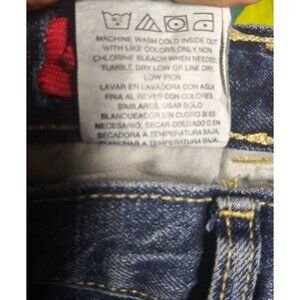 MACHINE WASH COLD INSIDE OUT
WITH LIKE COLORS, ONLY NON-
CHLORINE BLEACH WHEN NEEDED,
TUMBLE DRY LOW OR LINE DRY,
LOW IRON
LAVAR EN LAVADORA CON AGUA
FRIA AL REVES CON COLORES
SIMILARES, USAR SOLO
BLANQUEADOR SIN CLORO SI ES
NECESARIO, SECAR COLGADO O EN
SECADORA A TEMPERATURA BAJA,
PLANCHAR A TEMPERATURA BAJA